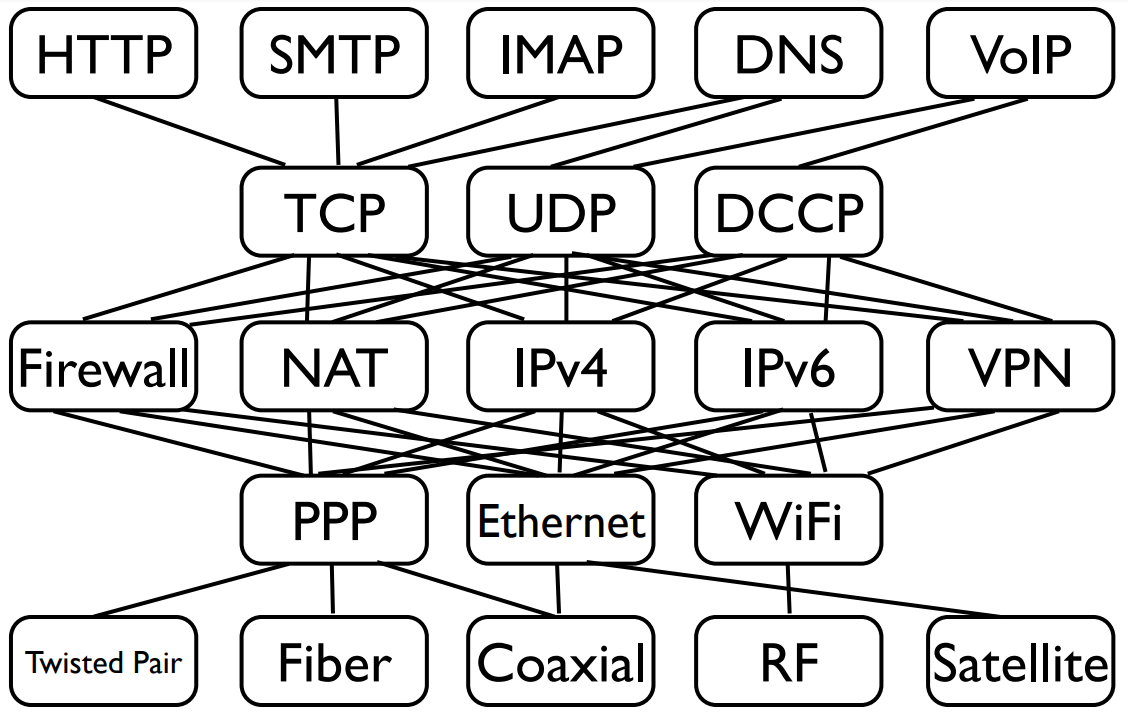 HTTP
SMTP
IMAP
DNS
VoIP
TCP
UDP
DCCP
Firewall
NAT
IPv4
IPv6
VPN
PPP
Ethernet
WiFi
Twisted Pair
Fiber
Coaxial
RF
Satellite